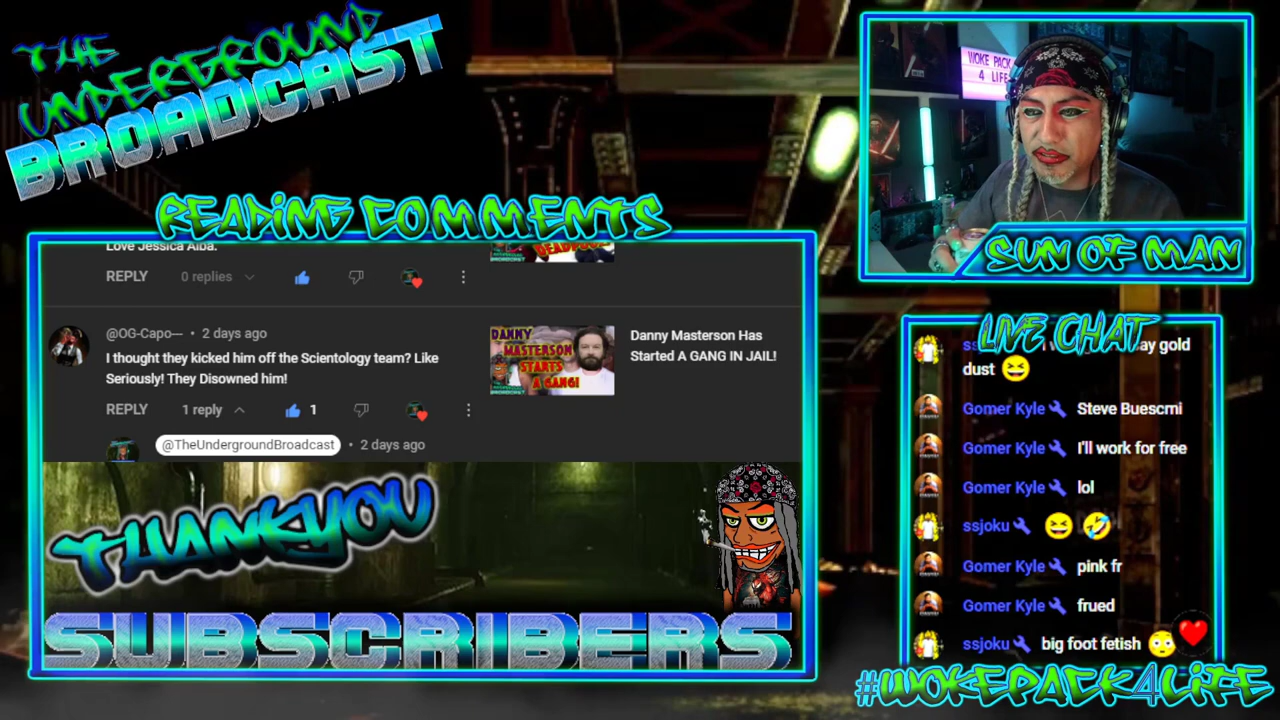 THE
UNDERGROUND
BROADCAST
WOKE PACK
4 LIFE
SUN OF MAN
READING COMMENTS
Love Jessica Alba.
REPLY 0 replies
@OG-Capo--- • 2 days ago
I thought they kicked him off the Scientology team? Like
Seriously! They Disowned him!
REPLY 1 reply 1
@TheUndergroundBroadcast • 2 days ago
DANNY
MASTERSON
STARTS
A GANG!
Danny Masterson Has
Started A GANG IN JAIL!
THANKYOU
SUBSCRIBERS
LIVE CHAT
ay gold
dust 😆
Gomer Kyle Steve Buescmi
Gomer Kyle I'll work for free
Gomer Kyle lol
ssjoku 😆 🤣
Gomer Kyle pink fr
Gomer Kyle frued
ssjoku big foot fetish 😳
#WOKEPACK4LIFE